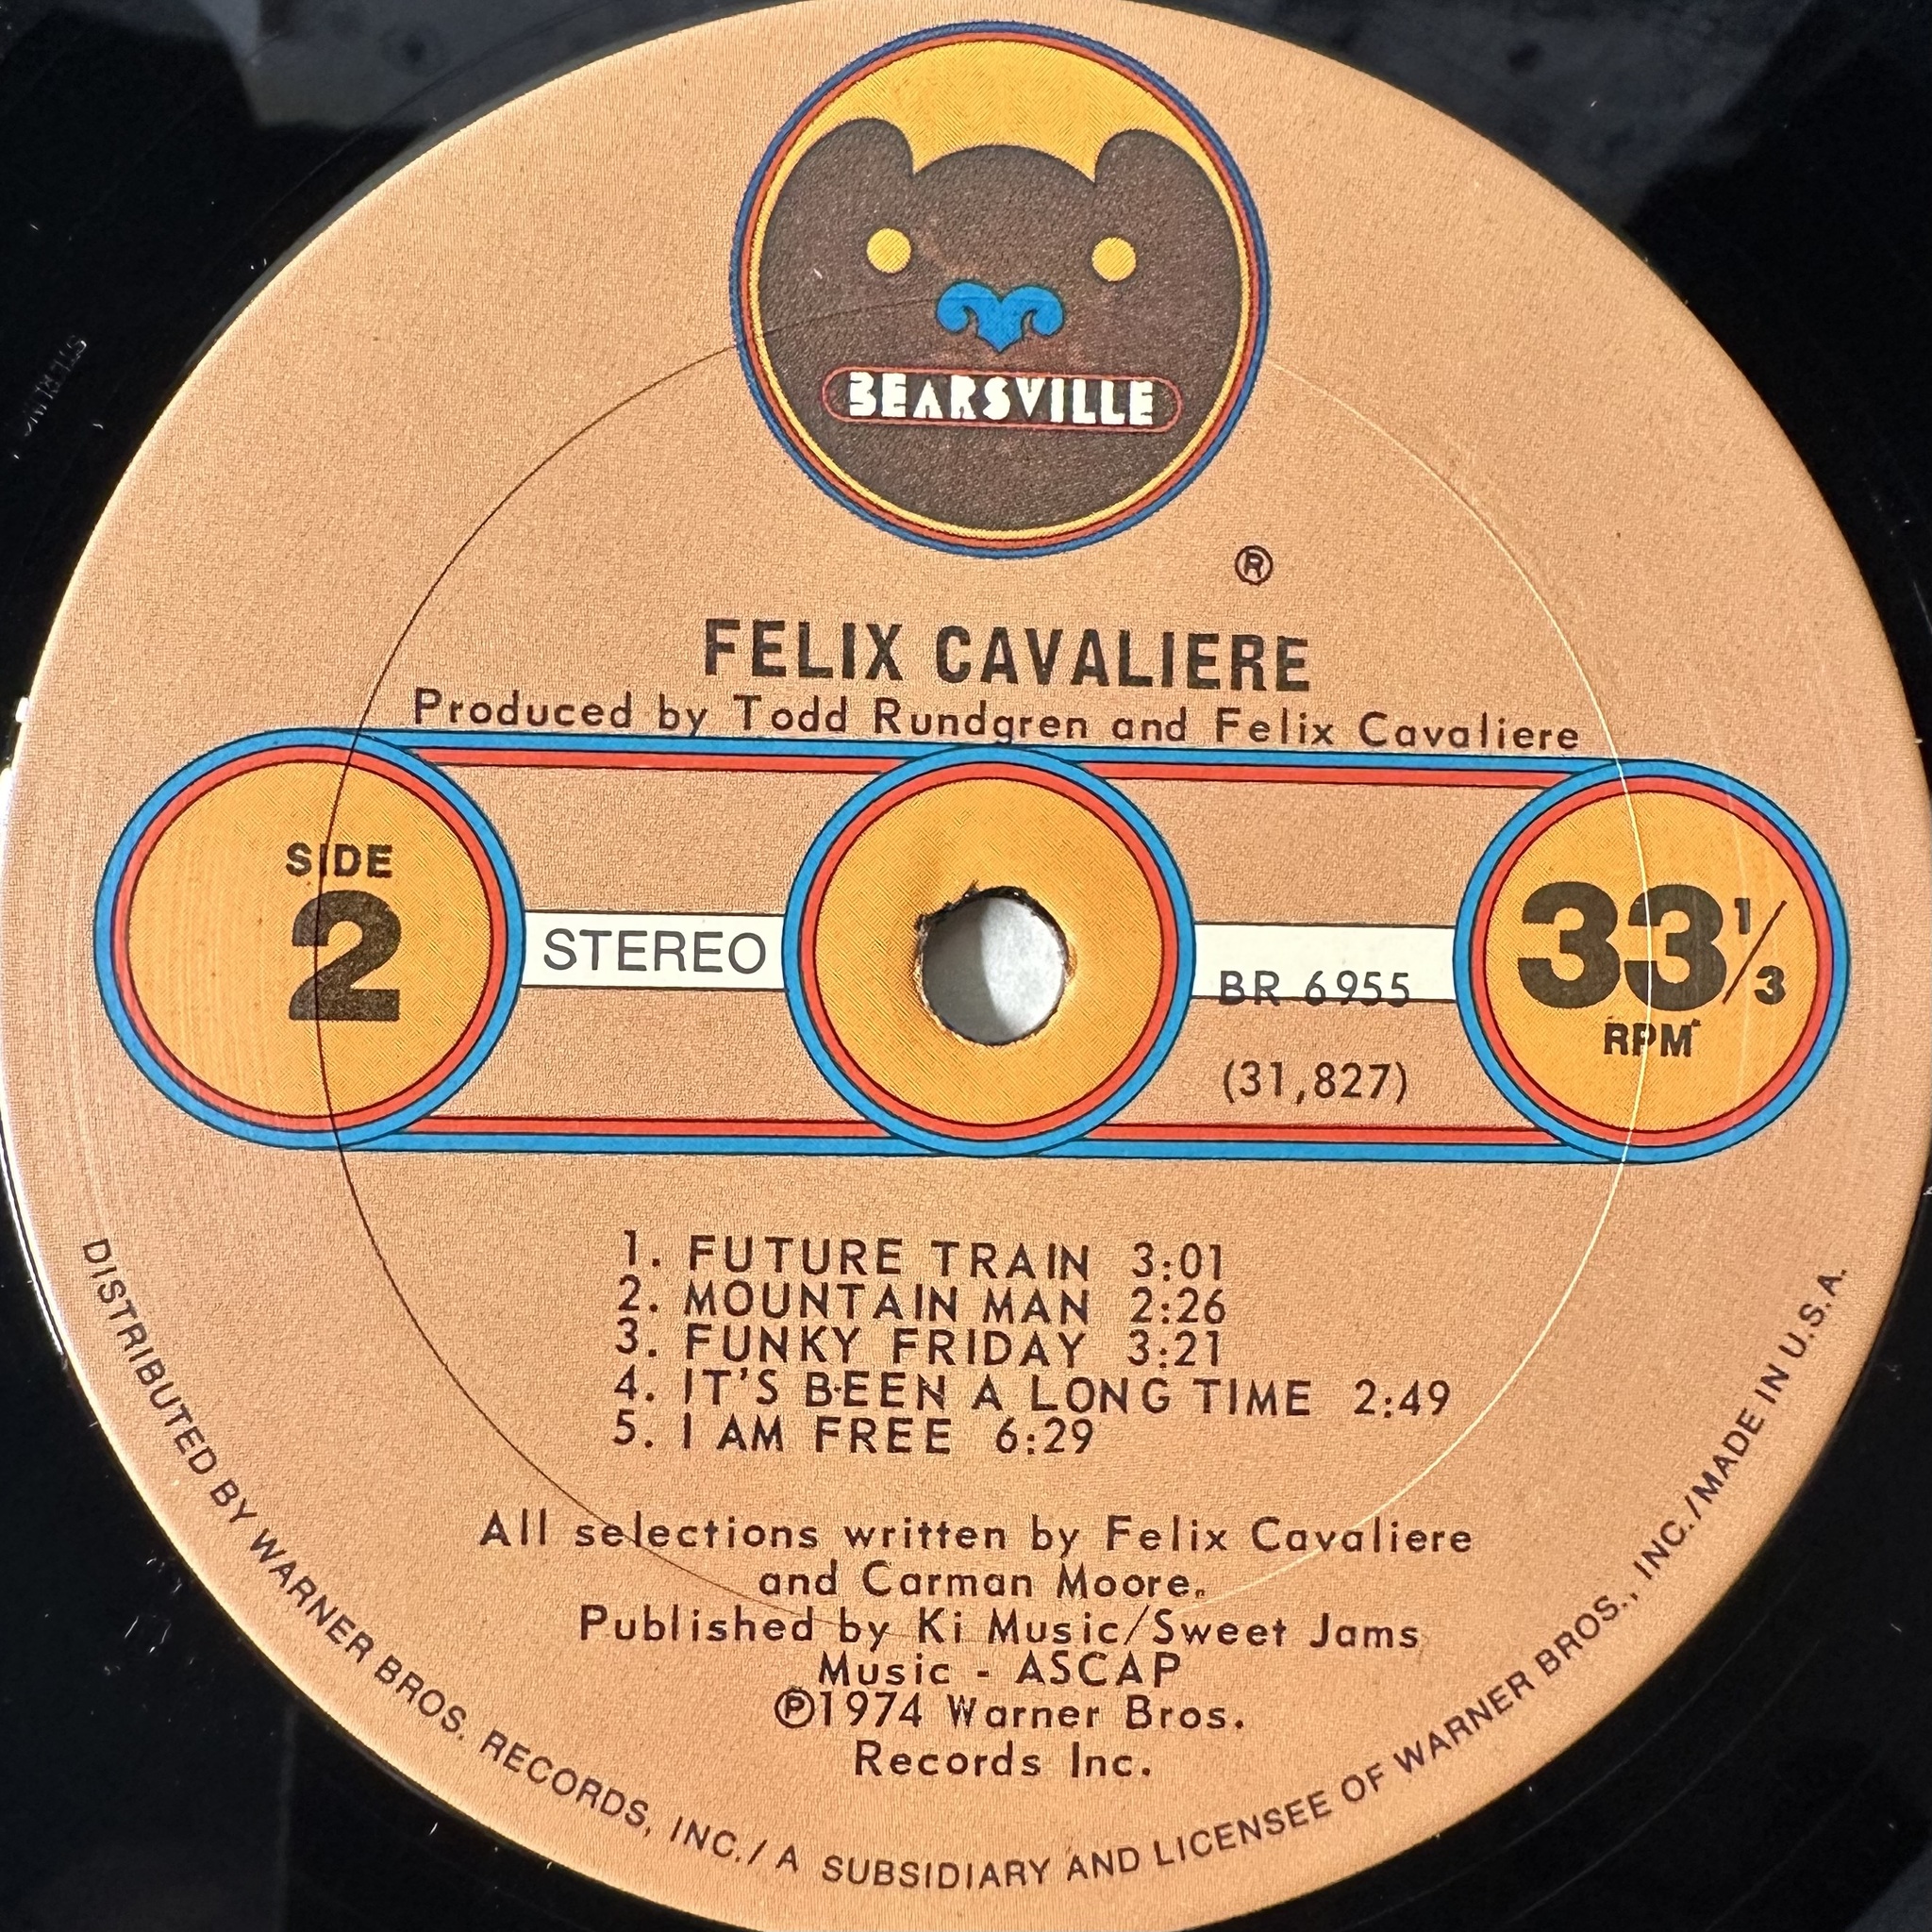 BEARSVILLE
®
FELIX CAVALIERE
Produced by Todd Rundgren and Felix Cavaliere
SIDE
2
STEREO
BR 6955
(31,827)
33 1/3
RPM
1. FUTURE TRAIN 3:01
2. MOUNTAIN MAN 2:26
3. FUNKY FRIDAY 3:21
4. IT'S BEEN A LONG TIME 2:49
5. I AM FREE 6:29
All selections written by Felix Cavaliere
and Carman Moore.
Published by Ki Music/Sweet Jams
Music - ASCAP
℗1974 Warner Bros.
Records Inc.
DISTRIBUTED BY WARNER BROS. RECORDS, INC./ A SUBSIDIARY AND LICENSEE OF WARNER BROS., INC./MADE IN U.S.A.